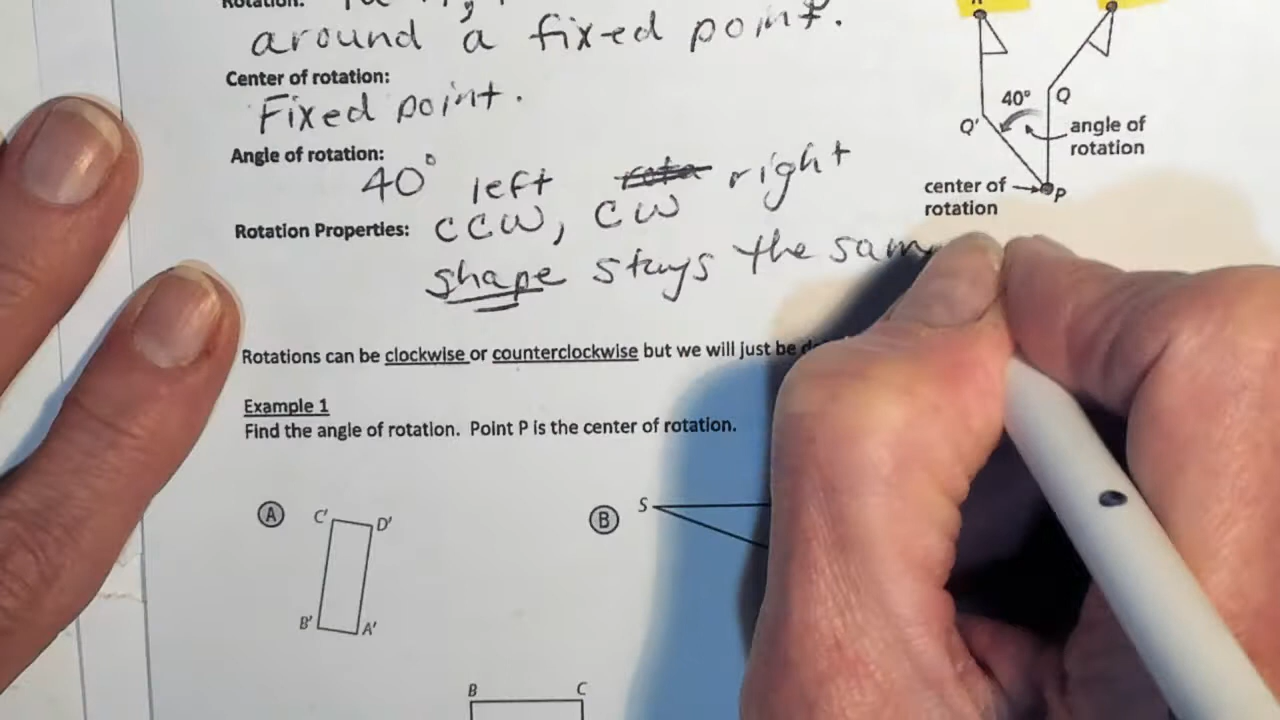 Rotation:
around a fixed point.
Center of rotation:
Fixed point.
Angle of rotation:
40° left right
Rotation Properties: CCW, CW
shape stays the sam
Rotations can be clockwise or counterclockwise but we will just be
Example 1
Find the angle of rotation. Point P is the center of rotation.
A
C'
D'
B'
A'
B
S
B
C
40°
Q
Q'
angle of
rotation
center of
rotation
P